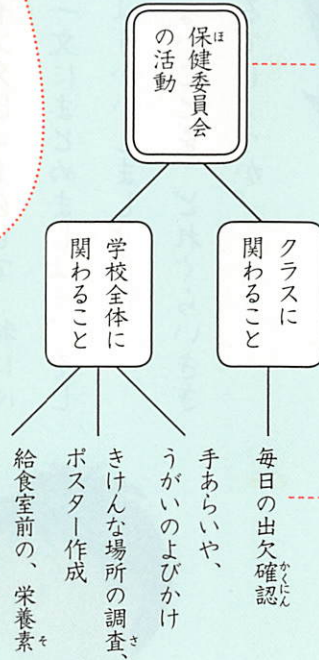 保健委員会
の活動
クラスに
関わること
学校全体に
関わること
毎日の出欠確認
手あらいや、
うがいのよびかけ
きけんな場所の調査、
ポスター作成
給食室前の、栄養素